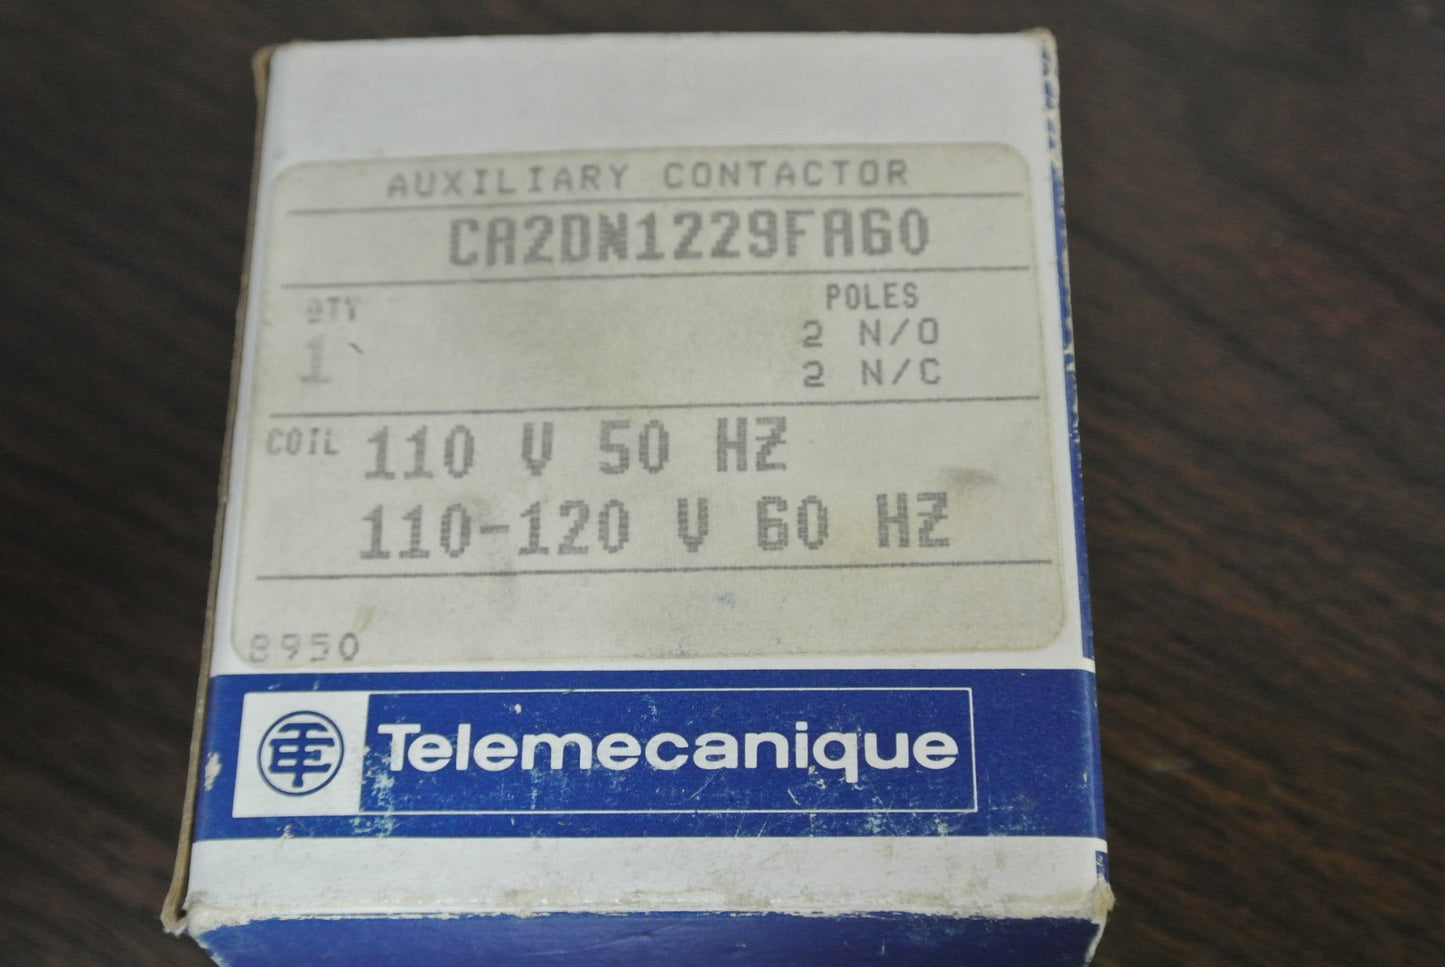 AUXILIARY CONTACTOR
CA2DN1229FA60
QTY
1
POLES
2 N/O
2 N/C
COIL 110 V 50 HZ
110-120 V 60 HZ
8950
Telemecanique